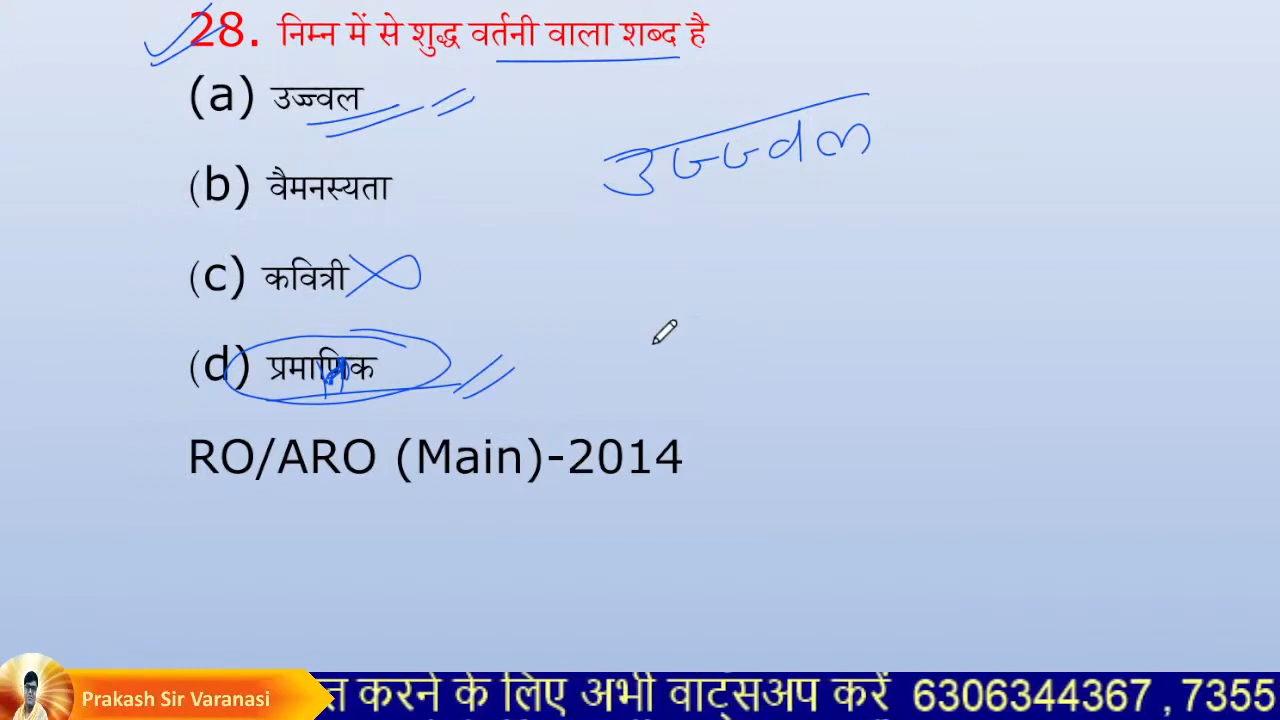 28. निम्न में से शुद्ध वर्तनी वाला शब्द है
(a) उज्ज्वल
उज्ज्वल
(b) वैमनस्यता
(c) कवित्री
(d) प्रमाणिक
RO/ARO (Main)-2014
Prakash Sir Varanasi
त करने के लिए अभी वाट्सअप करें 6306344367 , 7355